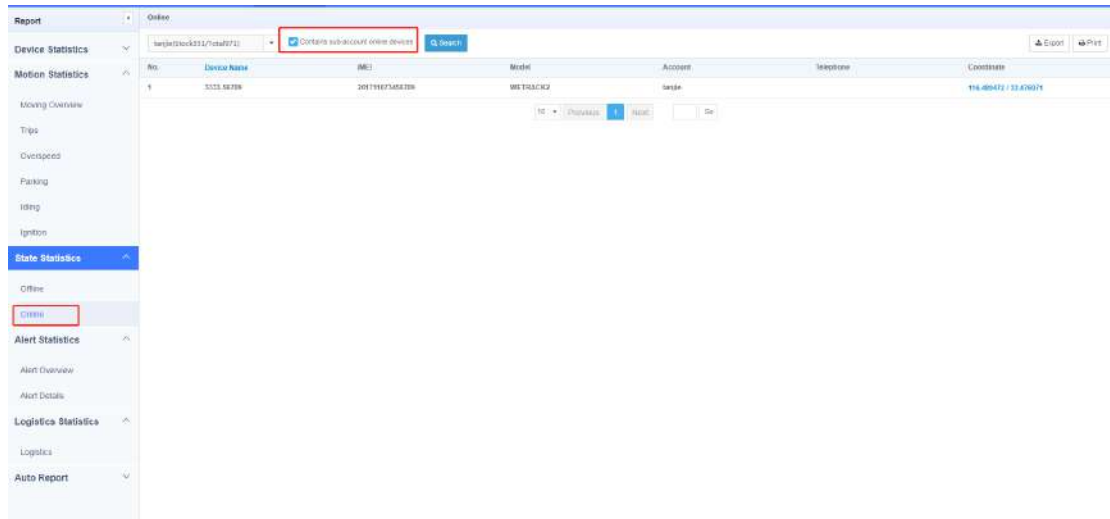 Report
Online
Device Statistics
Contains sub-account online devices
Search
Export
Print
Motion Statistics
No.
Device Name
IMEI
Model
Account
Telephone
Coordinate
1
tanjie
Moving Overview
10
Previous
1
Next
Go
Trips
Overspeed
Parking
Idling
Ignition
State Statistics
Offline
Online
Alert Statistics
Alert Overview
Alert Details
Logistics Statistics
Logistics
Auto Report